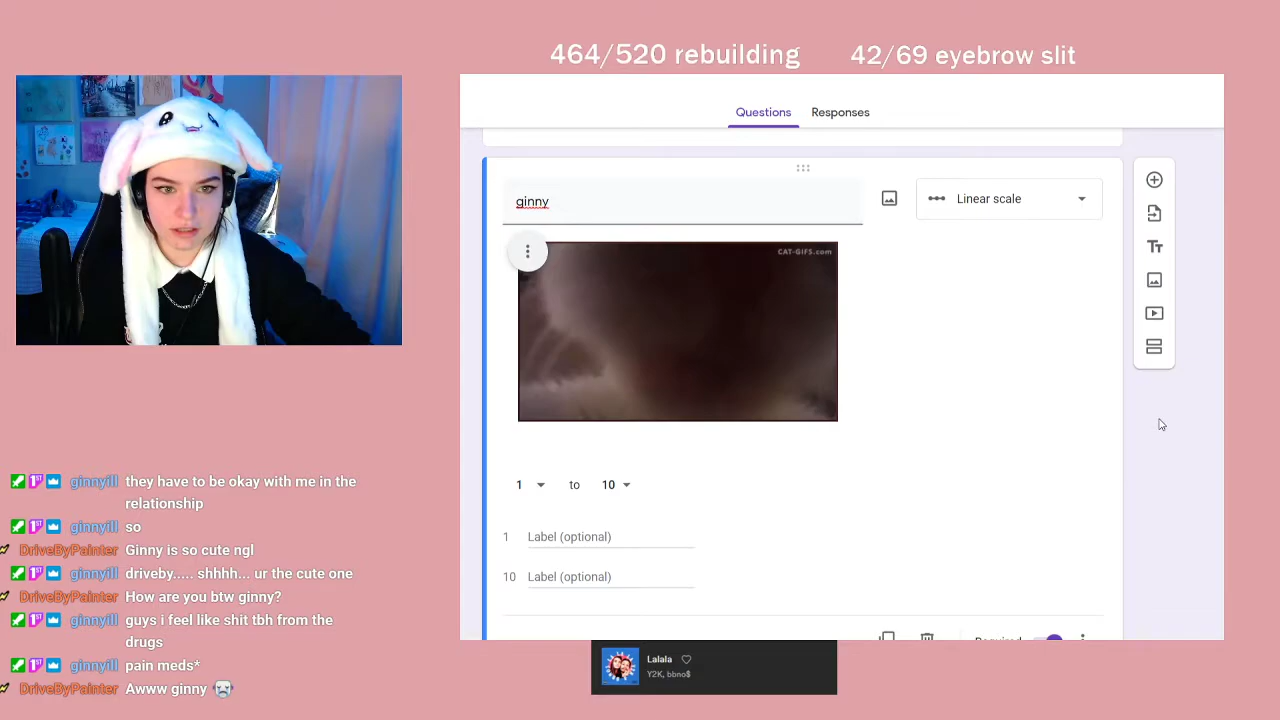 464/520 rebuilding
42/69 eyebrow slit
Questions
Responses
ginny
Linear scale
CAT-GIFS.com
1 to 10
1 Label (optional)
10 Label (optional)
Required
ginnyill they have to be okay with me in the
relationship
ginnyill so
DriveByPainter Ginny is so cute ngl
ginnyill driveby..... shhhh... ur the cute one
DriveByPainter How are you btw ginny?
ginnyill guys i feel like shit tbh from the
drugs
ginnyill pain meds*
DriveByPainter Awww ginny
Lalala
Y2K, bbno$